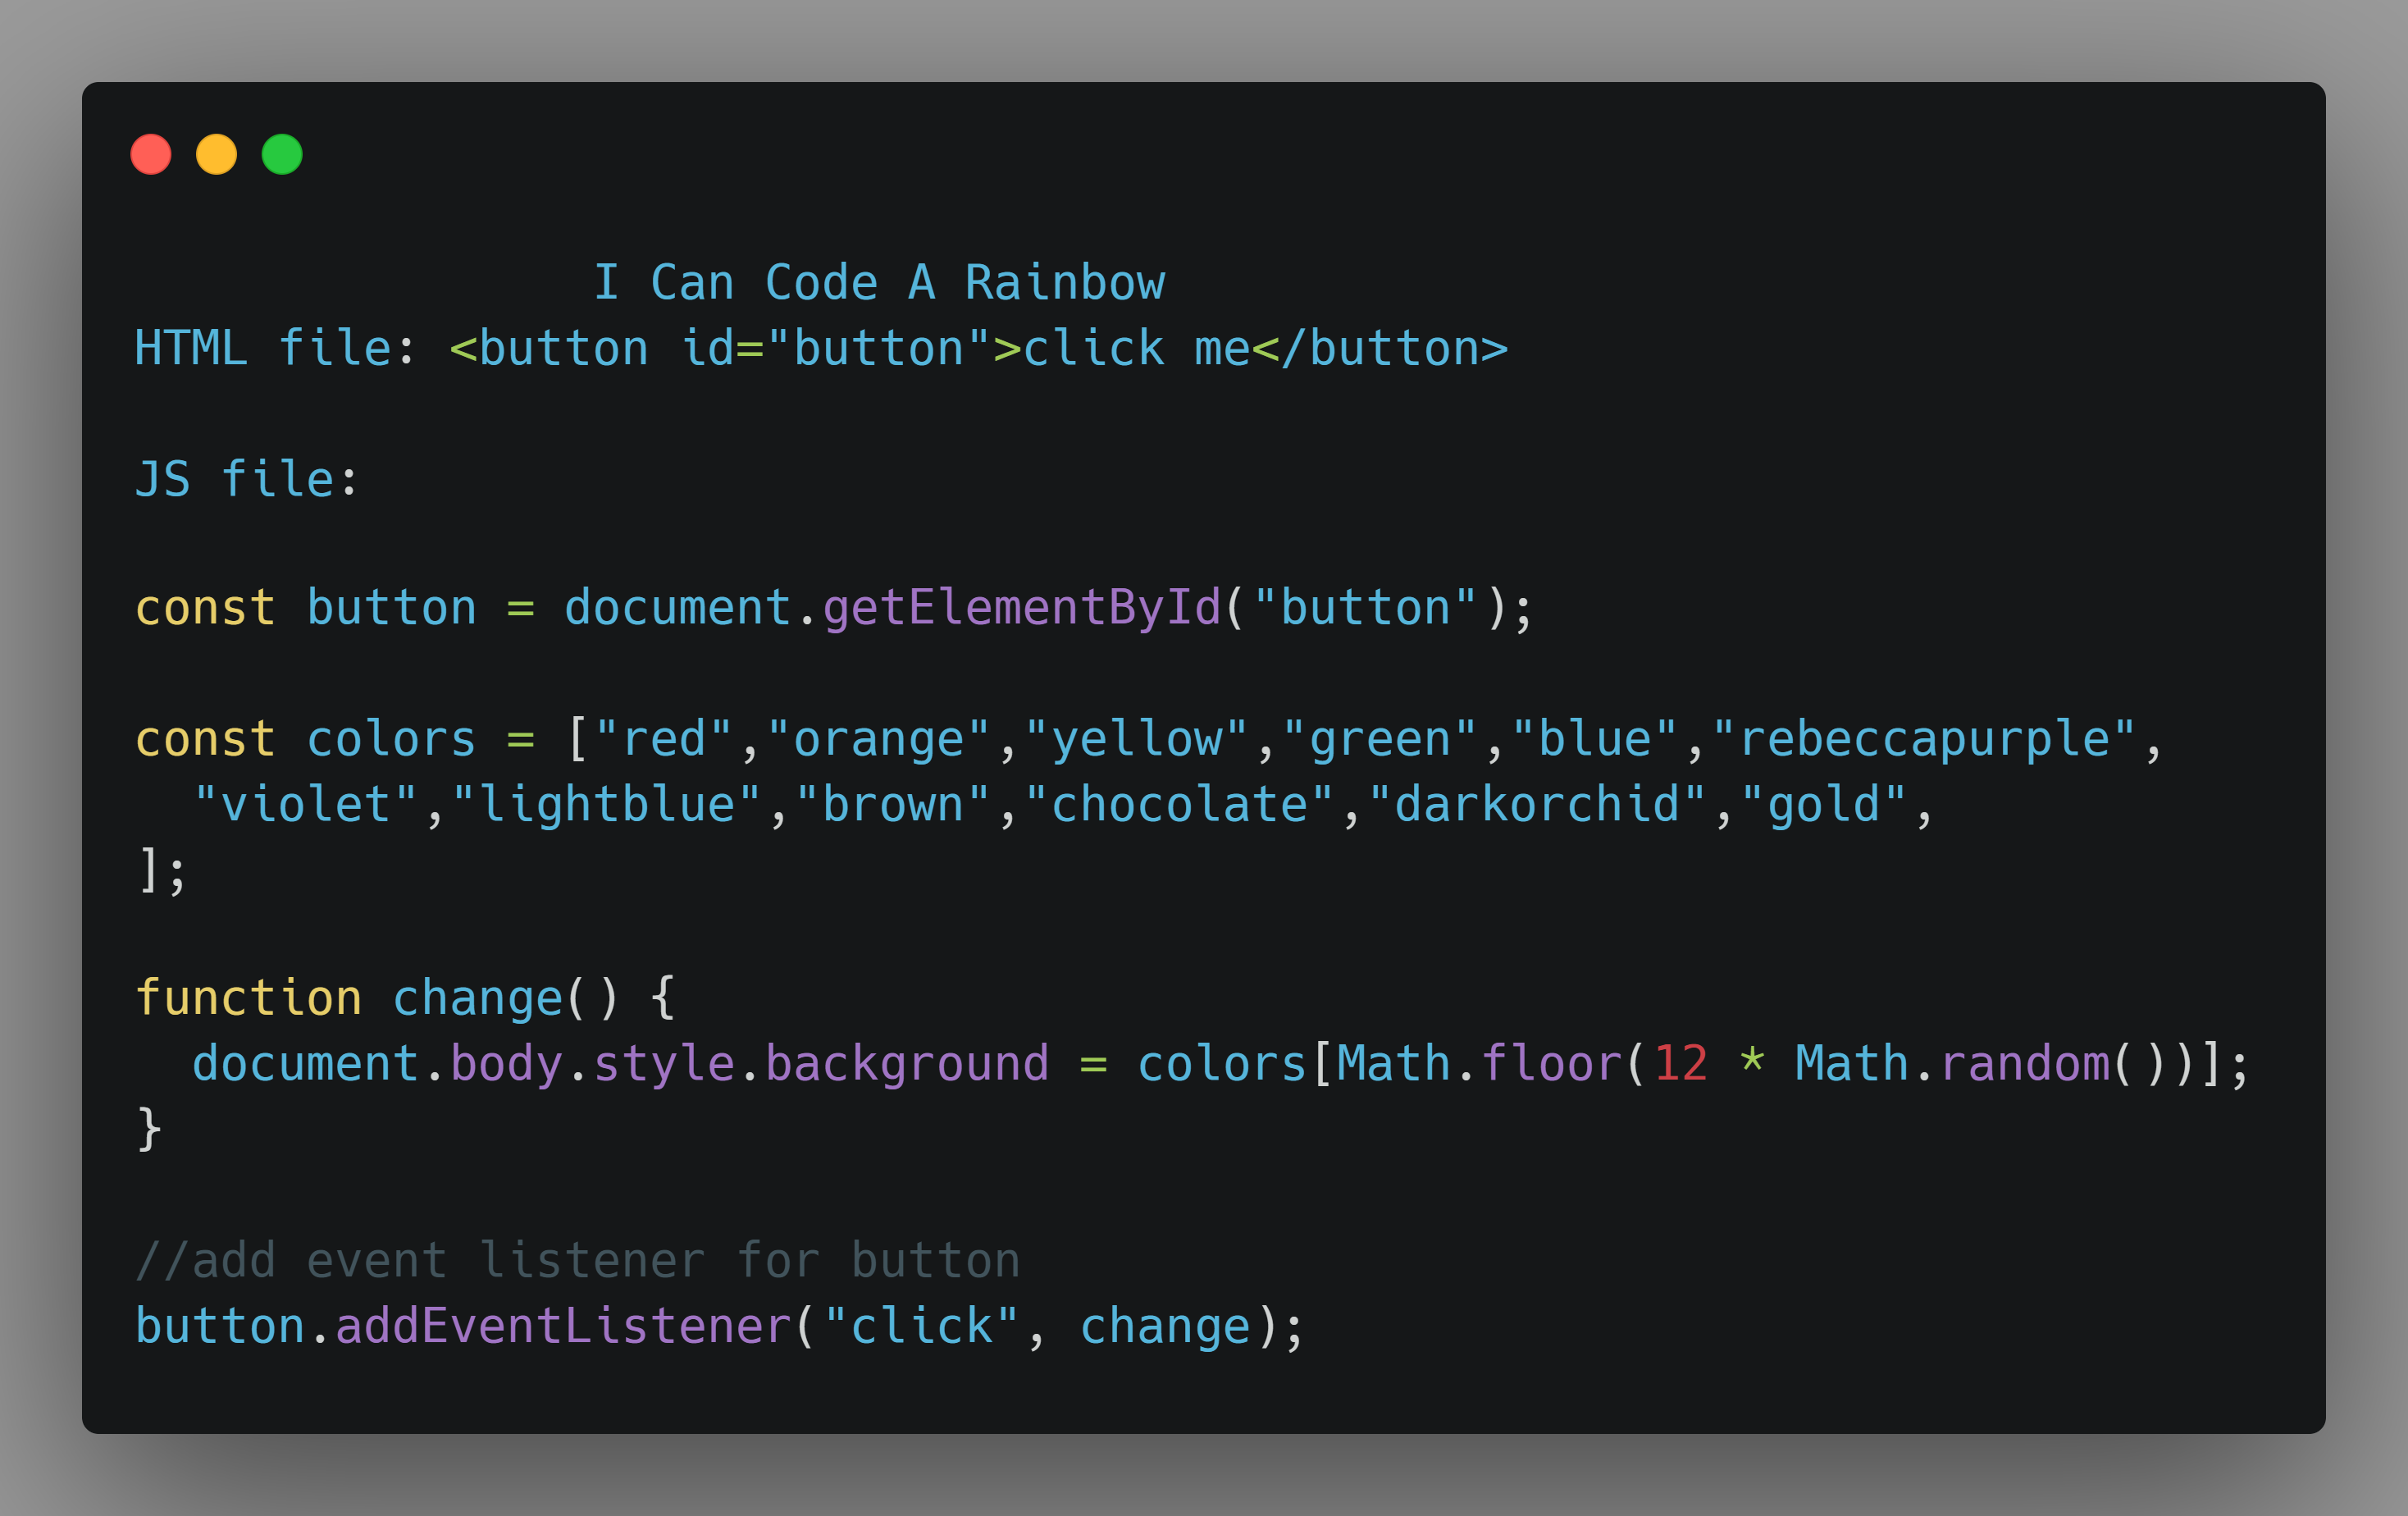 I Can Code A Rainbow
HTML file: <button id="button">click me</button>
JS file:
const button = document.getElementById("button");
const colors = ["red","orange","yellow","green","blue","rebeccapurple",
"violet","lightblue","brown","chocolate","darkorchid","gold",
];
function change() {
document.body.style.background = colors[Math.floor(12 * Math.random())];
}
//add event listener for button
button.addEventListener("click", change);